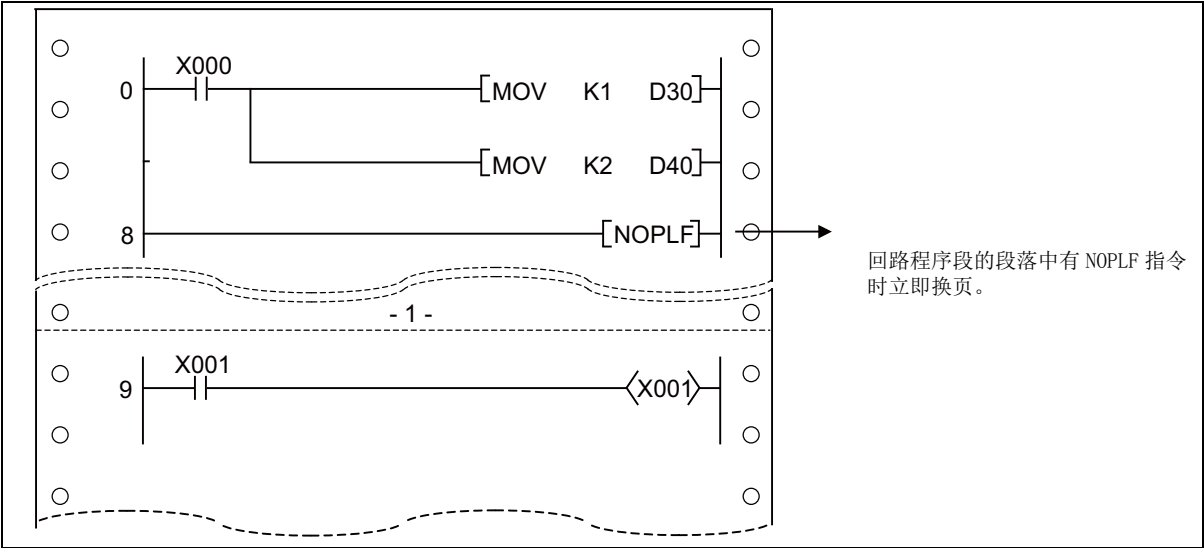 X000
0 [MOV K1 D30]
[MOV K2 D40]
8 [NOPLF]
回路程序段的段落中有 NOPLF 指令
时立即换页。
- 1 -
X001
9 X001